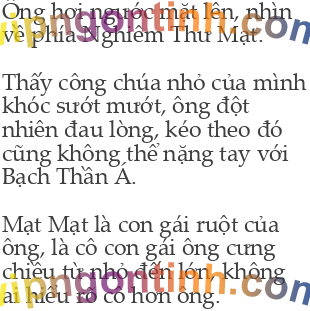 Ông hơi ngước mặt lên, nhìn
về phía Nghiêm Thư Mạt.
Thấy công chúa nhỏ của mình
khóc sướt mướt, ông đột
nhiên đau lòng, kéo theo đó
cũng không thể nặng tay với
Bạch Thần Á.
Mạt Mạt là con gái ruột của
ông, là cô con gái ông cưng
chiều từ nhỏ đến lớn, không
ai hiểu rõ cô hơn ông.
vipngontinh.com
vipngontinh.com